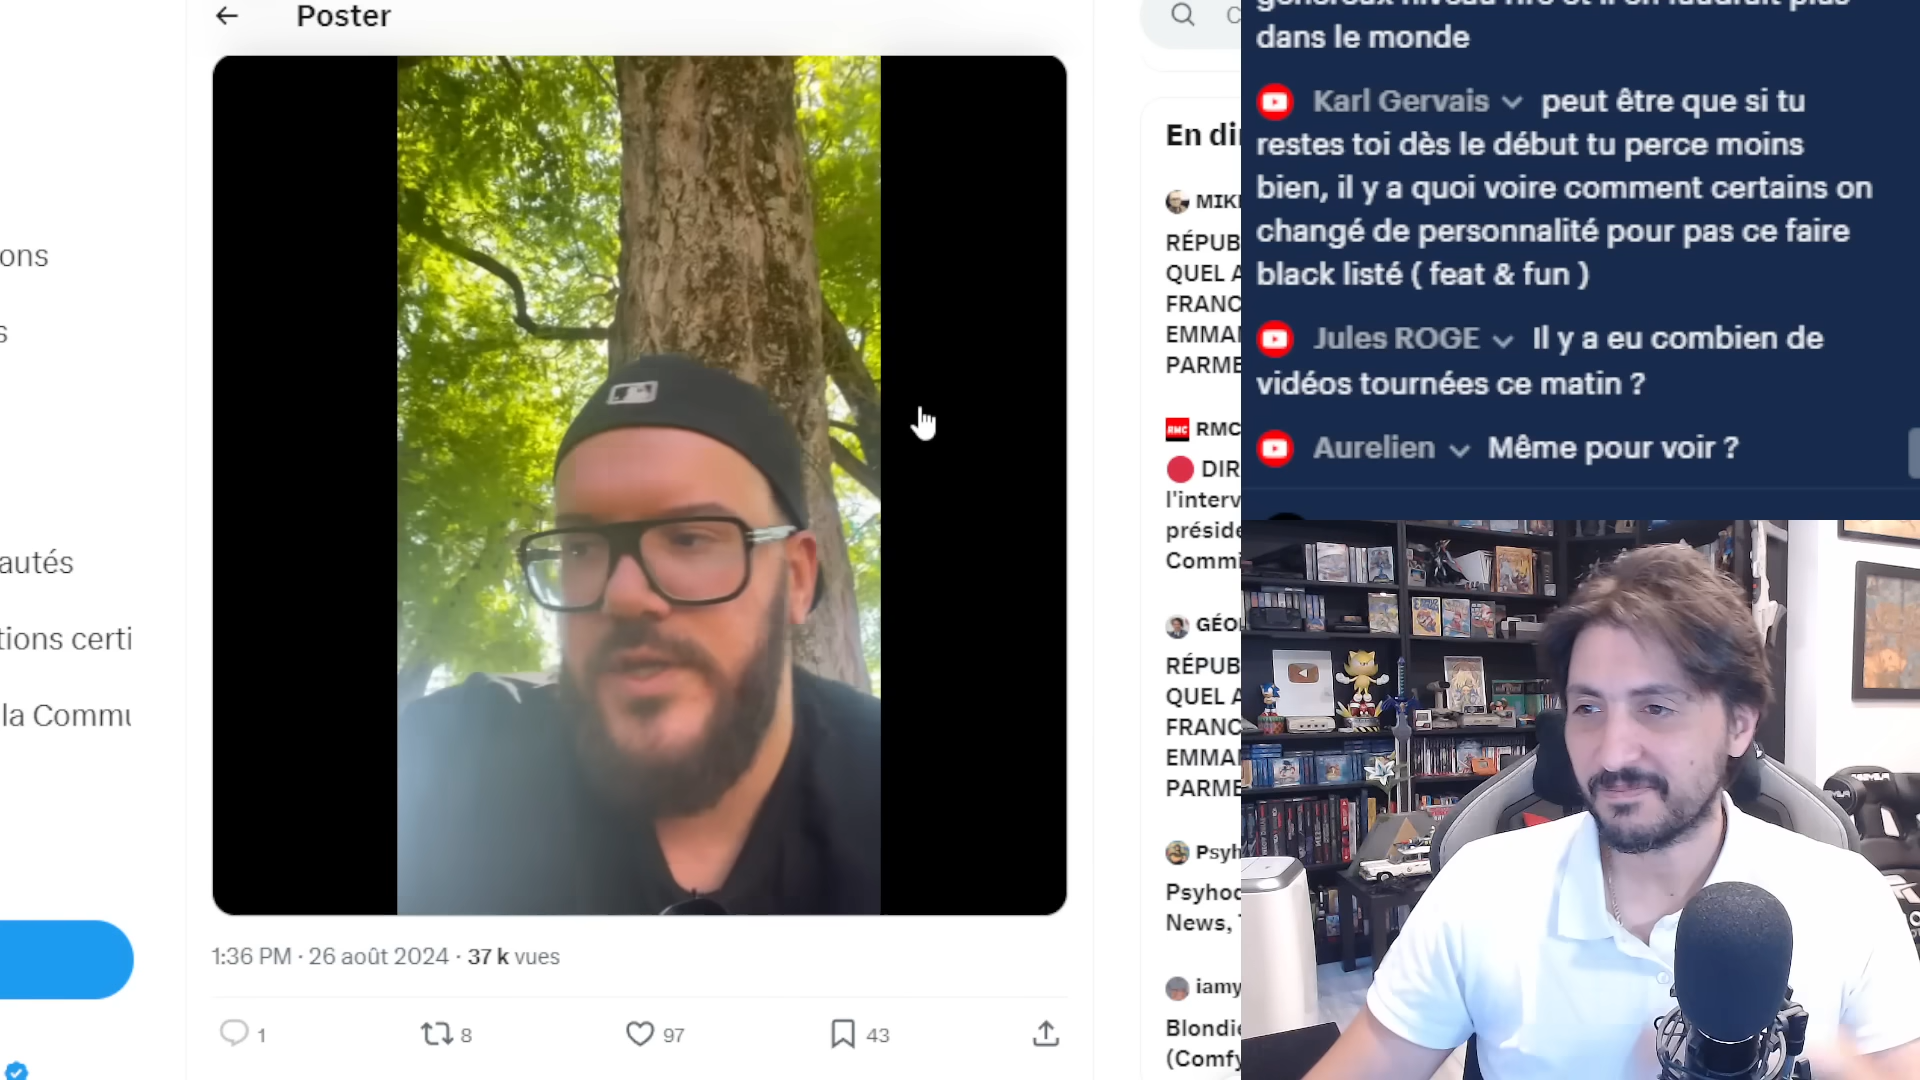 Poster
ons
s
autés
tions certi
la Commu
1:36 PM · 26 août 2024 · 37 k vues
1
8
97
43
En di
MIK
RÉPUB
QUEL A
FRANC
EMMA
PARME
RMC
DIR
l'interv
préside
Commi
GÉO
RÉPUB
QUEL A
FRANC
EMMA
PARME
Psyh
Psyhod
News,
iamy
Blondie
(Comfy
dans le monde
Karl Gervais peut être que si tu
restes toi dès le début tu perce moins
bien, il y a quoi voire comment certains on
changé de personnalité pour pas ce faire
black listé ( feat & fun )
Jules ROGE Il y a eu combien de
vidéos tournées ce matin ?
Aurelien Même pour voir ?